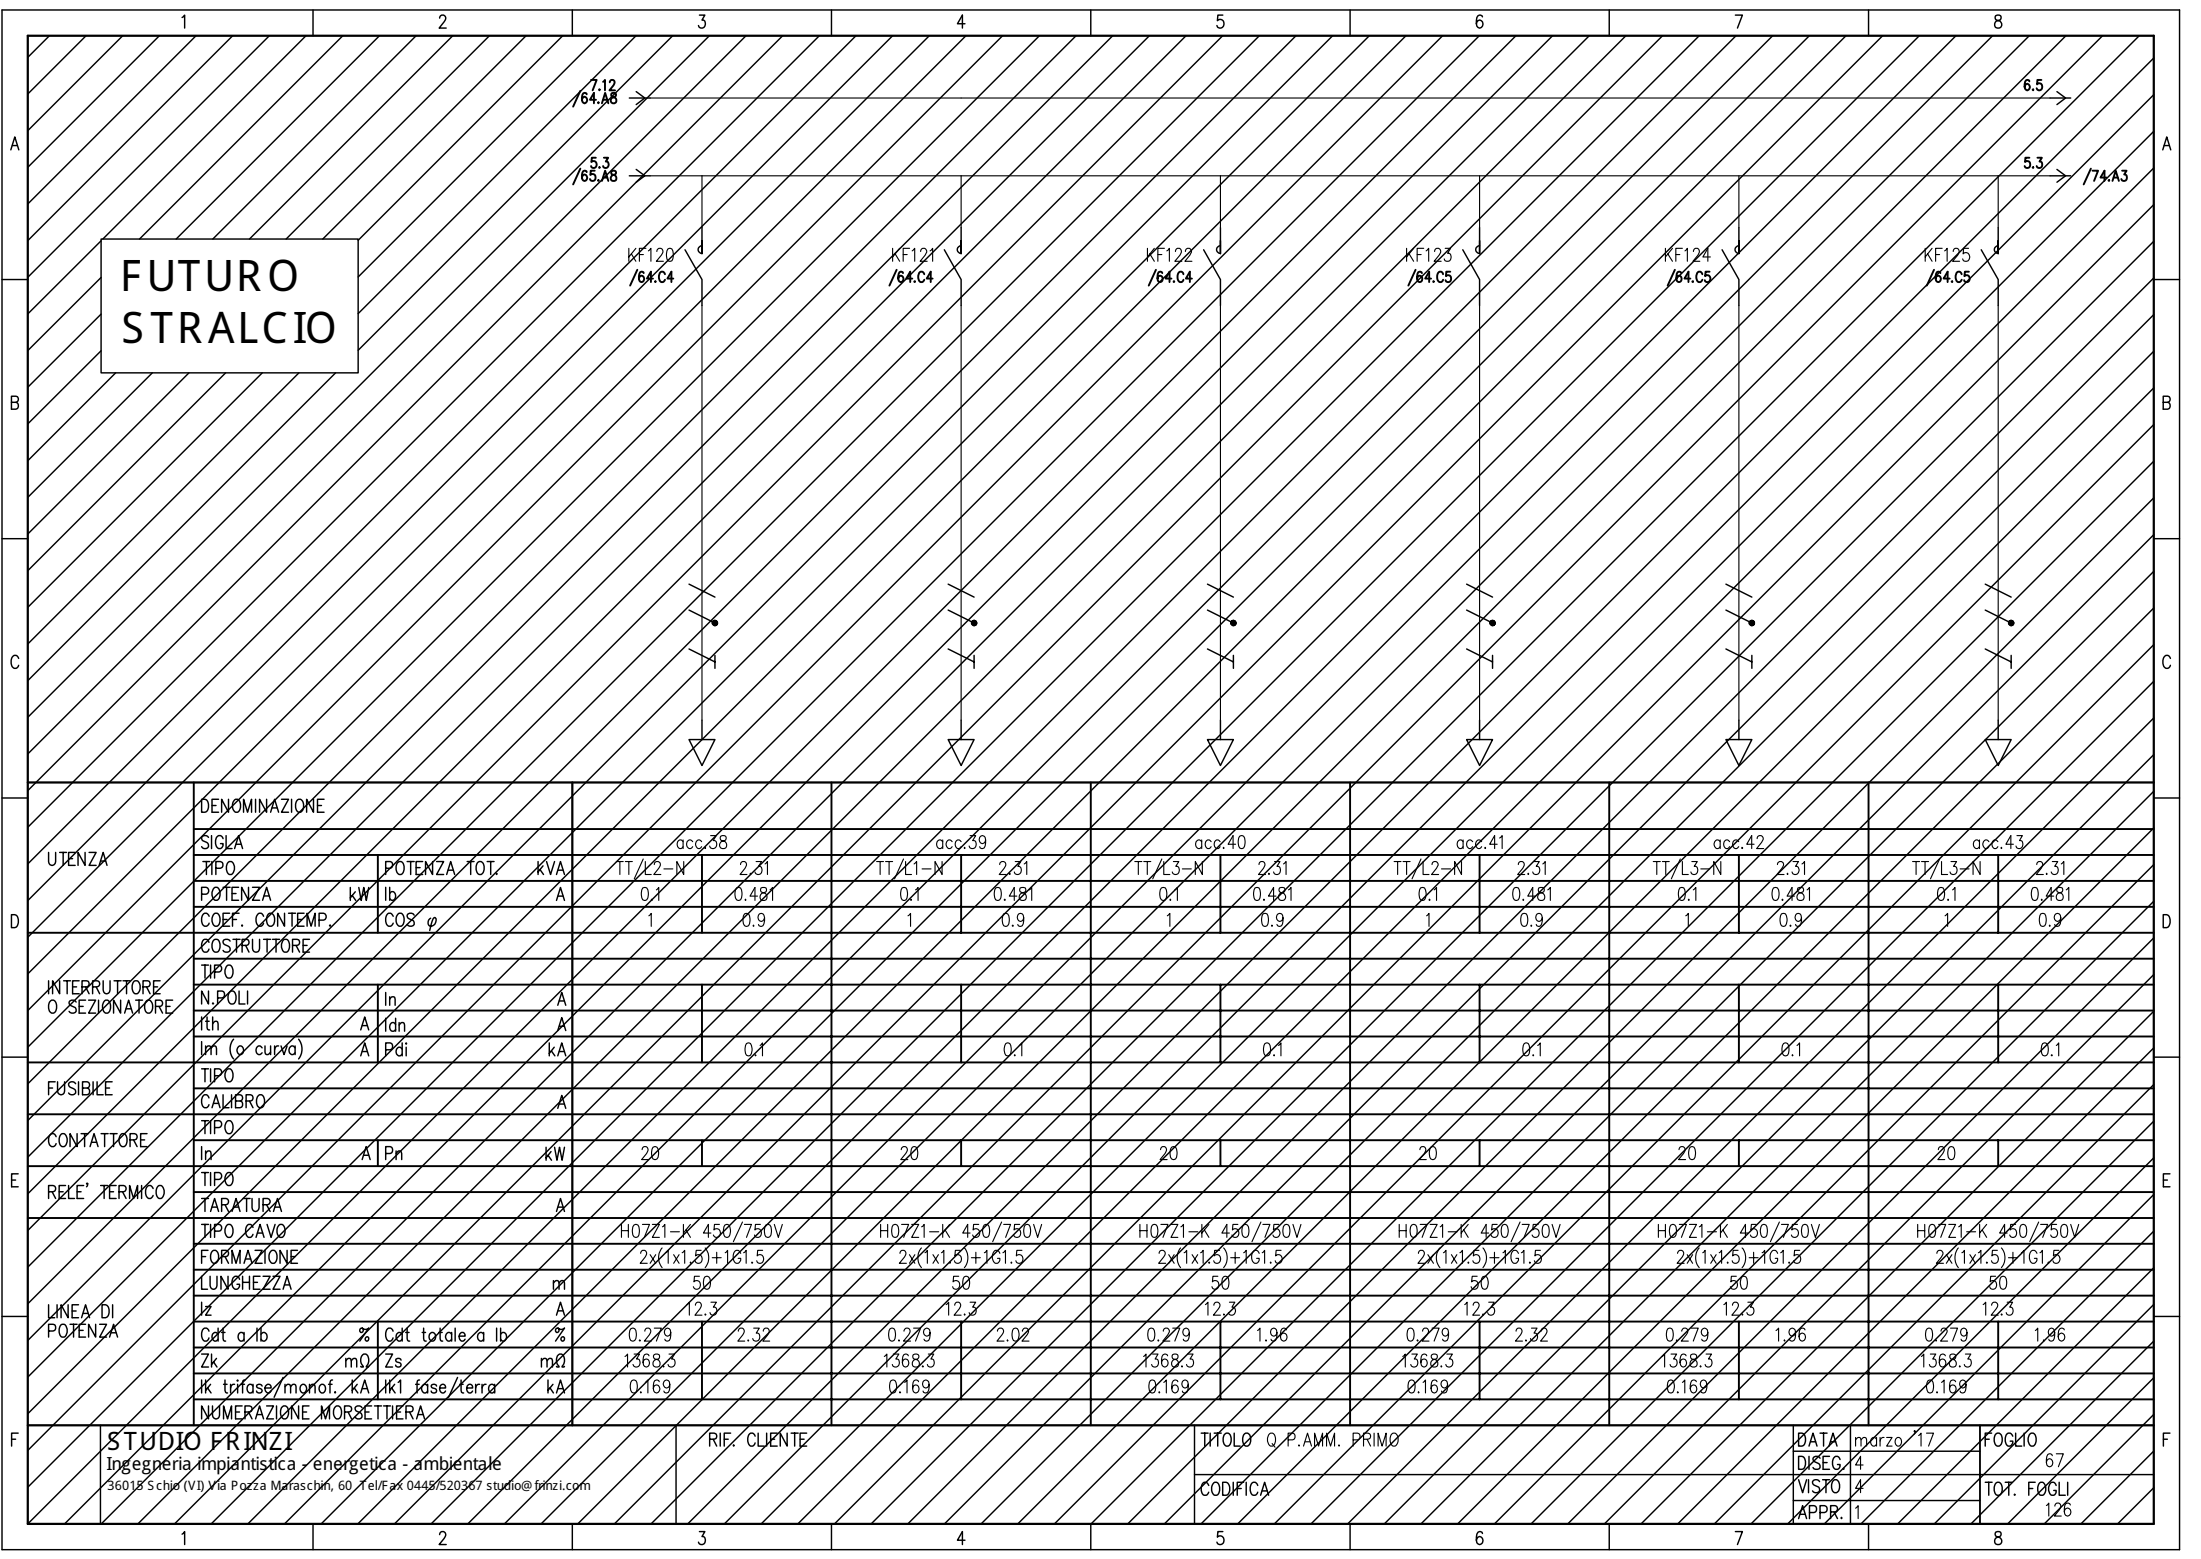 1 2 3 4 5 6 7 8
7.12 6.5
/64.A8
A A
5.3 5.3
/65.A8 /74.A3
KF120 KF121 KF122 KF123 KF124 KF125
/64.C4 /64.C4 /64.C4 /64.C5 /64.C5 /64.C5
FUTURO
STRALCIO
B B
C C
DENOMINAZIONE
UTENZA
SIGLA acc.38 acc.39 acc.40 acc.41 acc.42 acc.43
TIPO POTENZA TOT. kVA TT/L2-N 2.31 TT/L1-N 2.31 TT/L3-N 2.31 TT/L2-N 2.31 TT/L3-N 2.31 TT/L3-N 2.31
POTENZA kW Ib A 0.1 0.481 0.1 0.481 0.1 0.481 0.1 0.481 0.1 0.481 0.1 0.481
D COEF. CONTEMP. COS φ 1 0.9 1 0.9 1 0.9 1 0.9 1 0.9 1 0.9 D
INTERRUTTORE
O SEZIONATORE
COSTRUTTORE
TIPO
N.POLI In A
Ith A Idn A
Im (o curva) A Pdi kA 0.1 0.1 0.1 0.1 0.1 0.1
FUSIBILE
TIPO
CALIBRO A
CONTATTORE
TIPO
In A Pn kW 20 20 20 20 20 20
E E
RELE' TERMICO
TIPO
TARATURA A
LINEA DI
POTENZA
TIPO CAVO H07Z1-K 450/750V H07Z1-K 450/750V H07Z1-K 450/750V H07Z1-K 450/750V H07Z1-K 450/750V H07Z1-K 450/750V
FORMAZIONE 2x(1x1.5)+1G1.5 2x(1x1.5)+1G1.5 2x(1x1.5)+1G1.5 2x(1x1.5)+1G1.5 2x(1x1.5)+1G1.5 2x(1x1.5)+1G1.5
LUNGHEZZA m 50 50 50 50 50 50
Iz A 12.3 12.3 12.3 12.3 12.3 12.3
Cdt a Ib % Cdt totale a Ib % 0.279 2.32 0.279 2.02 0.279 1.96 0.279 2.32 0.279 1.96 0.279 1.96
Zk mΩ Zs mΩ 1368.3 1368.3 1368.3 1368.3 1368.3 1368.3
Ik trifase/monof. kA Ik1 fase/terra kA 0.169 0.169 0.169 0.169 0.169 0.169
NUMERAZIONE MORSETTIERA
F F
STUDIO FRINZI
Ingegneria impiantistica - energetica - ambientale
36015 Schio (VI) Via Pozza Maraschin, 60 Tel/Fax 0445/520367 studio@frinzi.com
RIF. CLIENTE
TITOLO Q P.AMM. PRIMO
CODIFICA
DATA marzo '17
DISEG. 4
VISTO 4
APPR. 1
FOGLIO
67
TOT. FOGLI
126
1 2 3 4 5 6 7 8